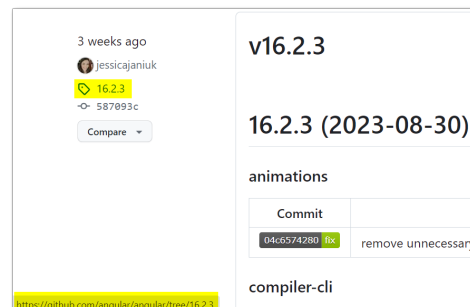 3 weeks ago
jessicajaniuk
16.2.3
587093c
Compare
v16.2.3
16.2.3 (2023-08-30)
animations
Commit
04c6574280 fix
remove unnecessary
compiler-cli
https://github.com/angular/angular/tree/16.2.3